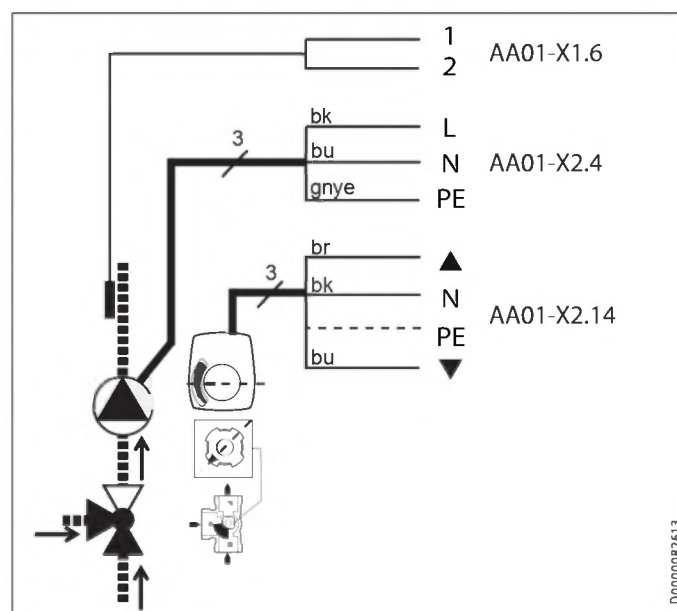 1
2
AA01-X1.6
3
bk
L
bu
N
AA01-X2.4
gnye
PE
3
br
▲
bk
N
AA01-X2.14
PE
bu
▼
D0000082613